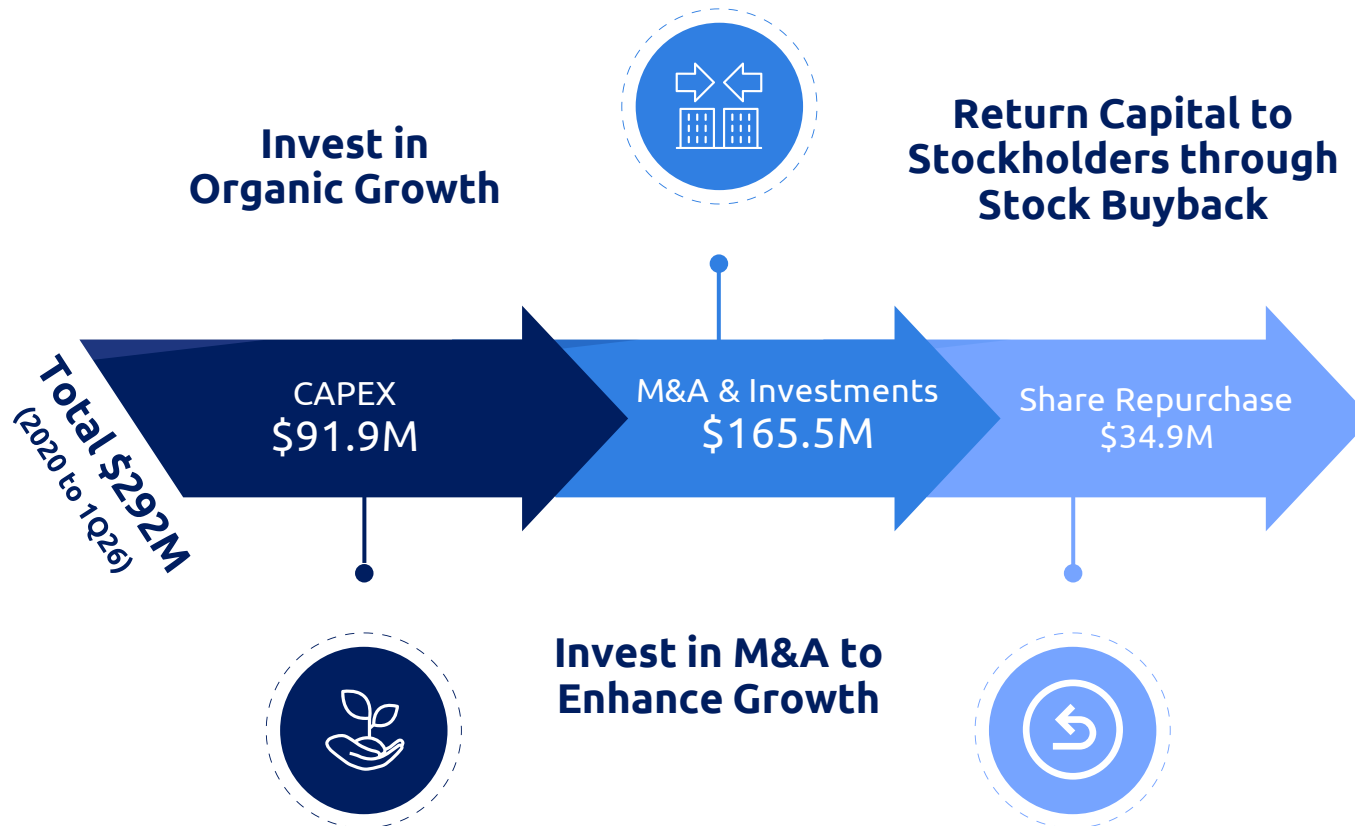 Invest in
Organic Growth
Return Capital to
Stockholders through
Stock Buyback
Total $292M
(2020 to 1Q26)
CAPEX
$91.9M
M&A & Investments
$165.5M
Share Repurchase
$34.9M
Invest in M&A to
Enhance Growth